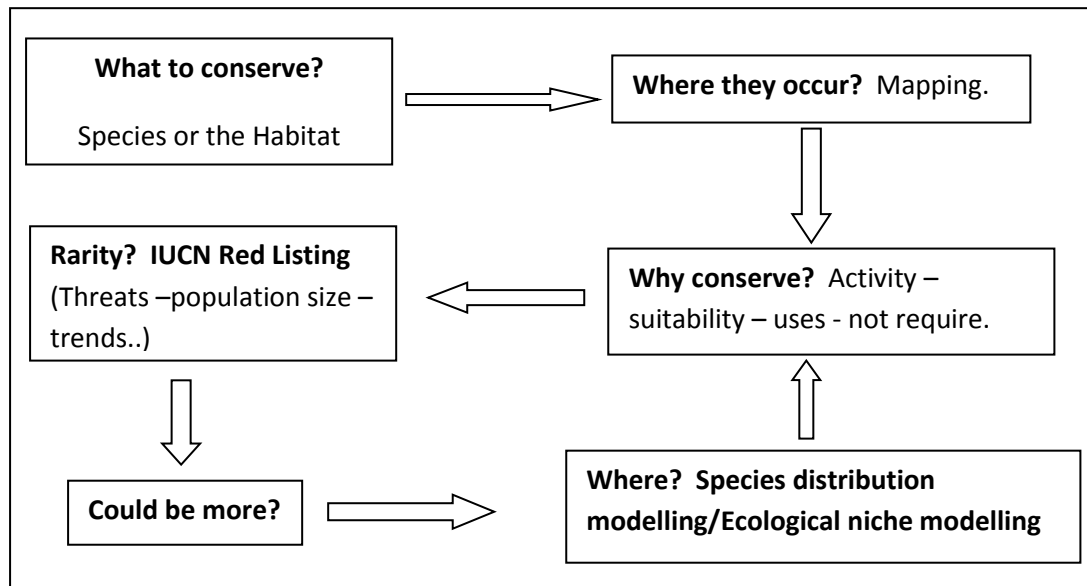 What to conserve?
Species or the Habitat
Where they occur? Mapping.
Why conserve? Activity –
suitability – uses - not require.
Rarity? IUCN Red Listing
(Threats –population size –
trends..)
Could be more?
Where? Species distribution
modelling/Ecological niche modelling